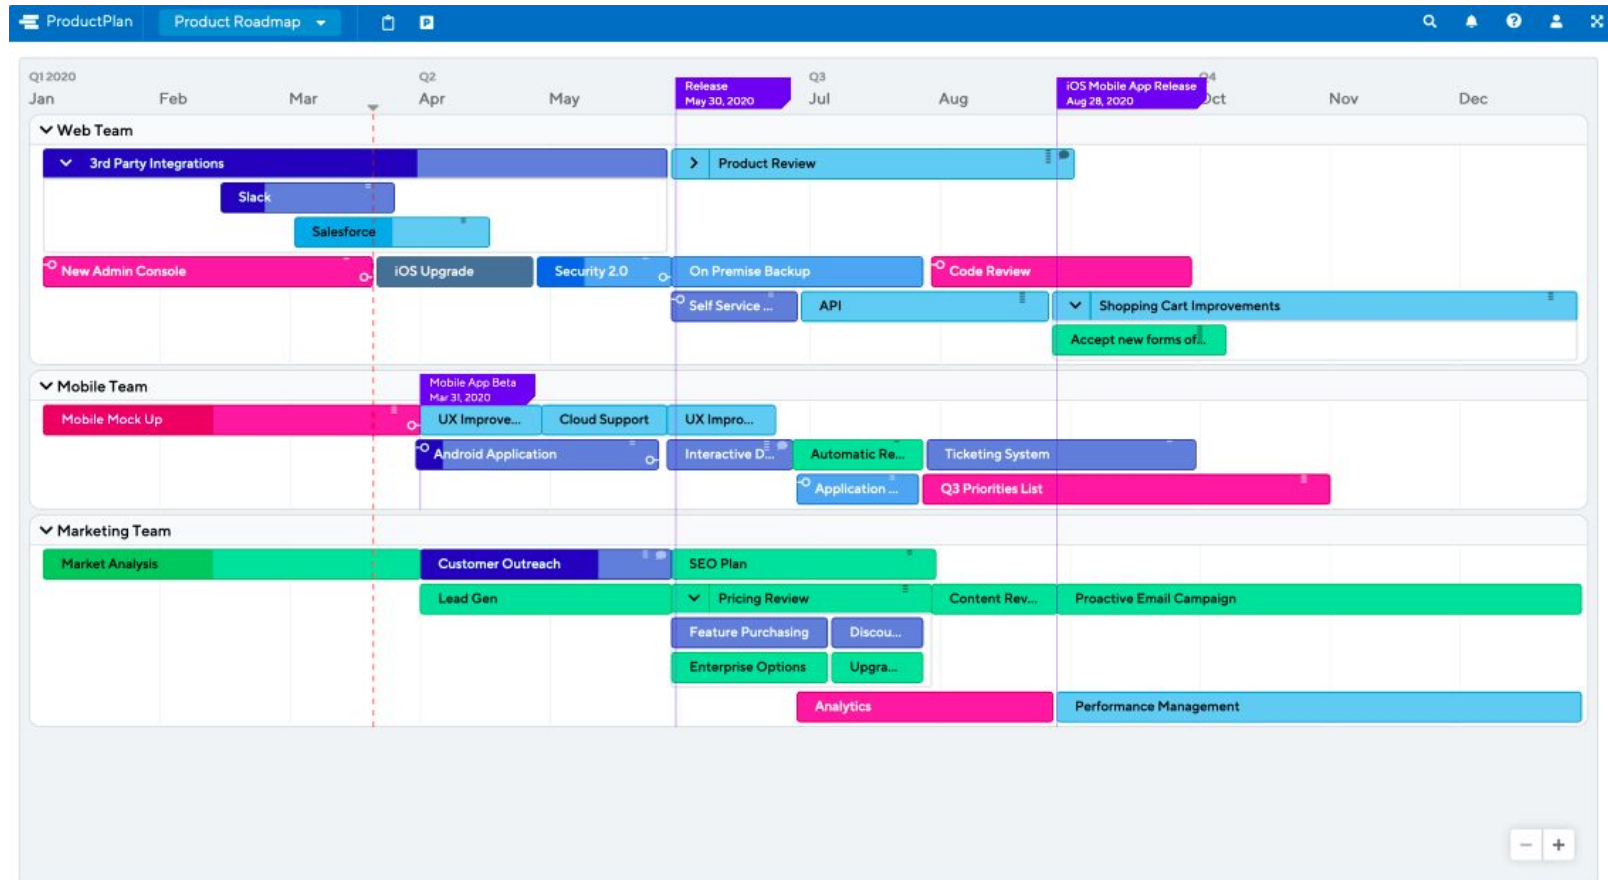 ProductPlan
Product Roadmap
Q1 2020
Q2
Q3
Q4
Jan
Feb
Mar
Apr
May
Release
May 30, 2020
Jul
Aug
iOS Mobile App Release
Aug 28, 2020
Oct
Nov
Dec
Web Team
3rd Party Integrations
Product Review
Slack
Salesforce
New Admin Console
iOS Upgrade
Security 2.0
On Premise Backup
Code Review
Self Service ...
API
Shopping Cart Improvements
Accept new forms of...
Mobile Team
Mobile App Beta
Mar 31, 2020
Mobile Mock Up
UX Improve...
Cloud Support
UX Impro...
Android Application
Interactive D...
Automatic Re...
Ticketing System
Application ...
Q3 Priorities List
Marketing Team
Market Analysis
Customer Outreach
SEO Plan
Lead Gen
Pricing Review
Content Rev...
Proactive Email Campaign
Feature Purchasing
Discou...
Enterprise Options
Upgra...
Analytics
Performance Management